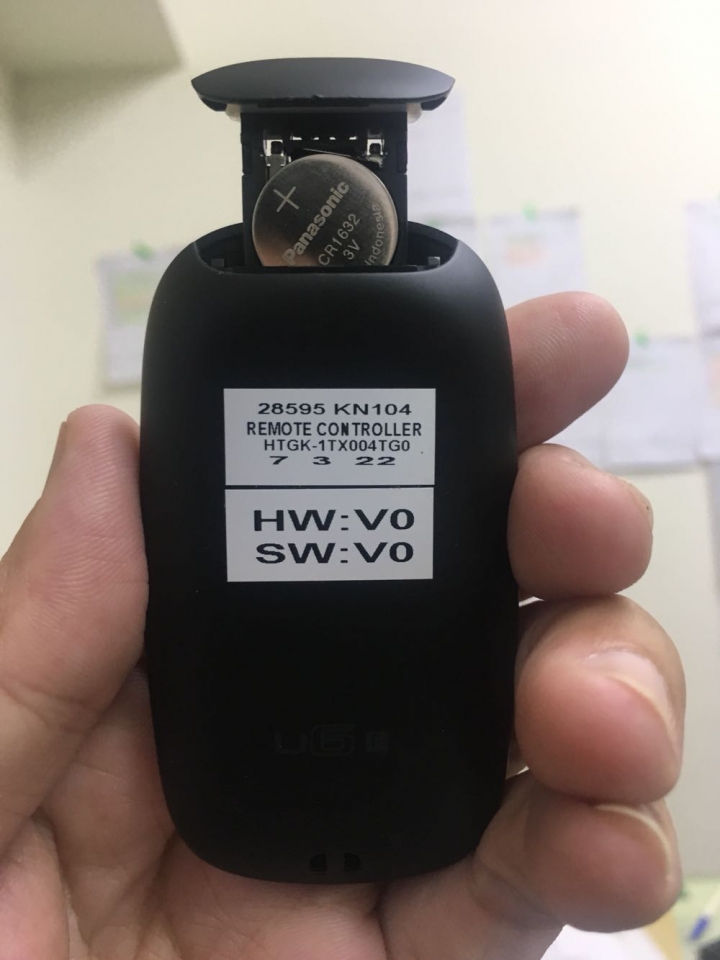 +
Panasonic
CR1632
3V
Indonesia
28595 KN104
REMOTE CONTROLLER
HTGK-1TX004TG0
7 3 22
HW:V0
SW:V0